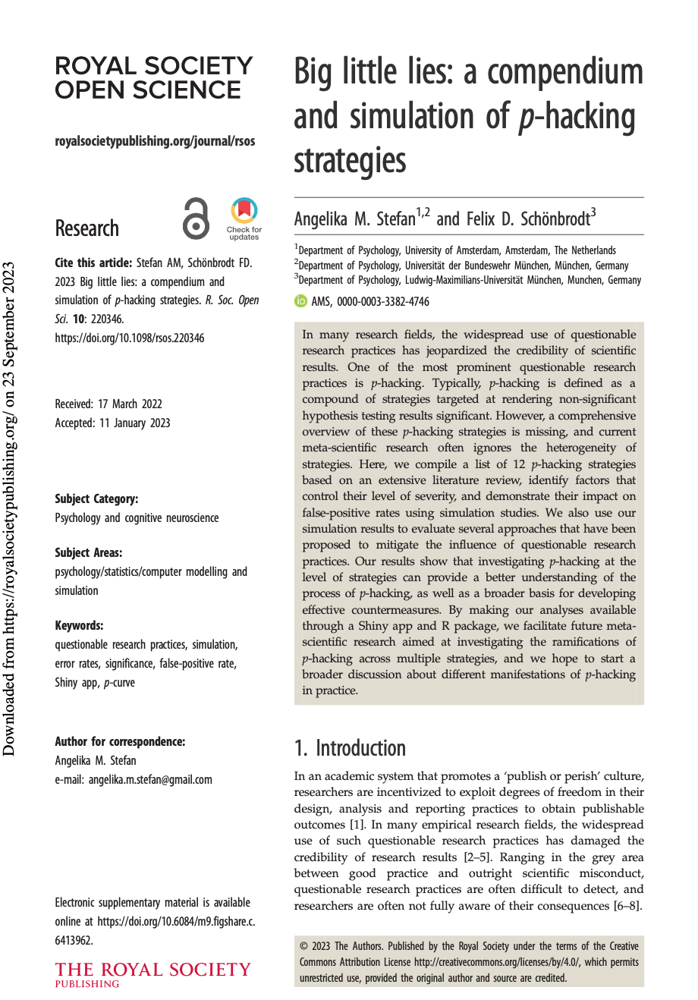 ROYAL SOCIETY
OPEN SCIENCE
royalsocietypublishing.org/journal/rsos
Research
Check for
updates
Cite this article: Stefan AM, Schönbrodt FD.
2023 Big little lies: a compendium and
simulation of p-hacking strategies. R. Soc. Open
Sci. 10: 220346.
https://doi.org/10.1098/rsos.220346
Received: 17 March 2022
Accepted: 11 January 2023
Subject Category:
Psychology and cognitive neuroscience
Subject Areas:
psychology/statistics/computer modelling and
simulation
Keywords:
questionable research practices, simulation,
error rates, significance, false-positive rate,
Shiny app, p-curve
Author for correspondence:
Angelika M. Stefan
e-mail: angelika.m.stefan@gmail.com
Electronic supplementary material is available
online at https://doi.org/10.6084/m9.figshare.c.
6413962.
THE ROYAL SOCIETY
PUBLISHING
Big little lies: a compendium
and simulation of p-hacking
strategies
Angelika M. Stefan1,2 and Felix D. Schönbrodt3
1Department of Psychology, University of Amsterdam, Amsterdam, The Netherlands
2Department of Psychology, Universität der Bundeswehr München, München, Germany
3Department of Psychology, Ludwig-Maximilians-Universität München, Munchen, Germany
iD AMS, 0000-0003-3382-4746
In many research fields, the widespread use of questionable
research practices has jeopardized the credibility of scientific
results. One of the most prominent questionable research
practices is p-hacking. Typically, p-hacking is defined as a
compound of strategies targeted at rendering non-significant
hypothesis testing results significant. However, a comprehensive
overview of these p-hacking strategies is missing, and current
meta-scientific research often ignores the heterogeneity of
strategies. Here, we compile a list of 12 p-hacking strategies
based on an extensive literature review, identify factors that
control their level of severity, and demonstrate their impact on
false-positive rates using simulation studies. We also use our
simulation results to evaluate several approaches that have been
proposed to mitigate the influence of questionable research
practices. Our results show that investigating p-hacking at the
level of strategies can provide a better understanding of the
process of p-hacking, as well as a broader basis for developing
effective countermeasures. By making our analyses available
through a Shiny app and R package, we facilitate future meta-
scientific research aimed at investigating the ramifications of
p-hacking across multiple strategies, and we hope to start a
broader discussion about different manifestations of p-hacking
in practice.
1. Introduction
In an academic system that promotes a ‘publish or perish’ culture,
researchers are incentivized to exploit degrees of freedom in their
design, analysis and reporting practices to obtain publishable
outcomes [1]. In many empirical research fields, the widespread
use of such questionable research practices has damaged the
credibility of research results [2–5]. Ranging in the grey area
between good practice and outright scientific misconduct,
questionable research practices are often difficult to detect, and
researchers are often not fully aware of their consequences [6–8].
© 2023 The Authors. Published by the Royal Society under the terms of the Creative
Commons Attribution License http://creativecommons.org/licenses/by/4.0/, which permits
unrestricted use, provided the original author and source are credited.
Downloaded from https://royalsocietypublishing.org/ on 23 September 2023